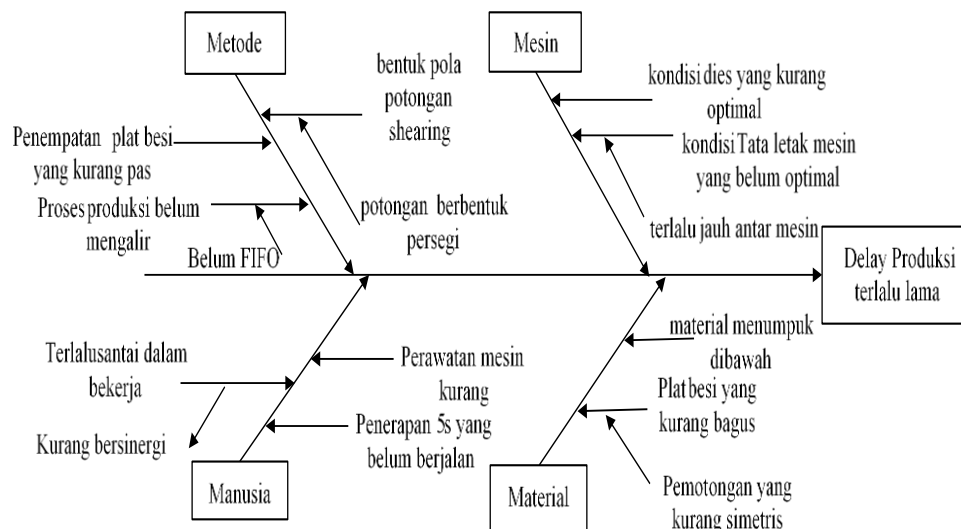 Metode
Mesin
bentuk pola
potongan
shearing
kondisi dies yang kurang
optimal
Penempatan plat besi
yang kurang pas
kondisi Tata letak mesin
yang belum optimal
Proses produksi belum
mengalir
potongan berbentuk
persegi
terlalu jauh antar mesin
Belum FIFO
Delay Produksi
terlalu lama
Terlalusantai dalam
bekerja
Perawatan mesin
kurang
material menumpuk
dibawah
Plat besi yang
kurang bagus
Kurang bersinergi
Penerapan 5s yang
belum berjalan
Manusia
Material
Pemotongan yang
kurang simetris